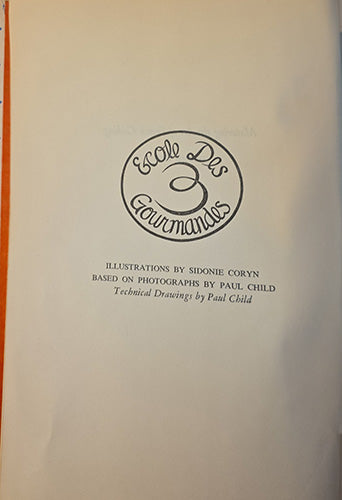 Ecole Des
3
Gourmandes
ILLUSTRATIONS BY SIDONIE CORYN
BASED ON PHOTOGRAPHS BY PAUL CHILD
Technical Drawings by Paul Child